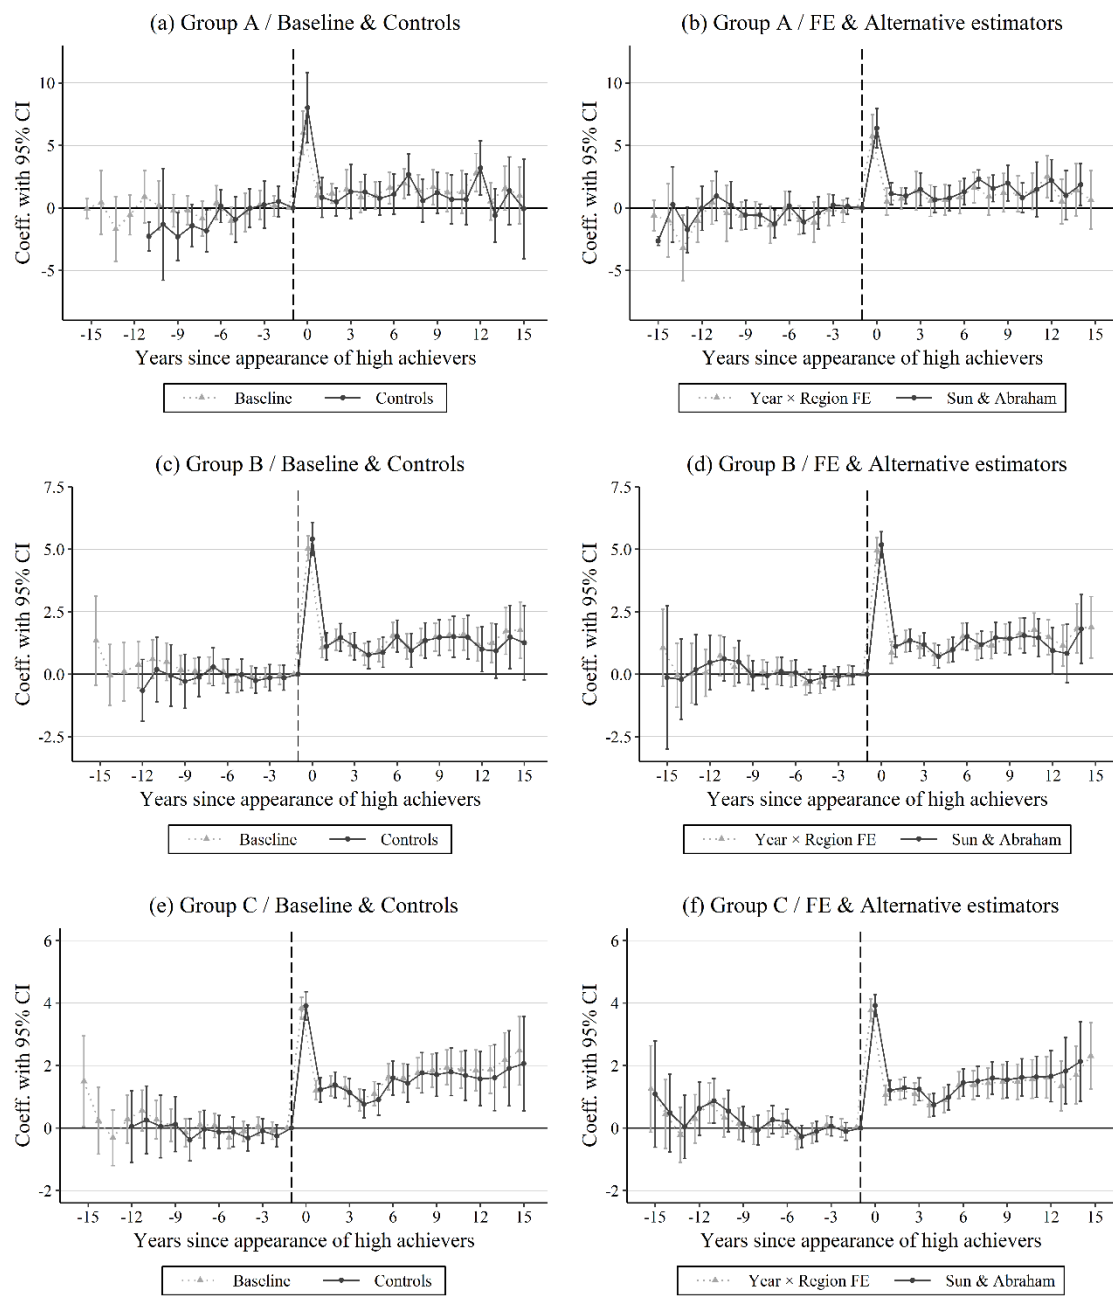 (a) Group A / Baseline & Controls
Coeff. with 95% CI
10
5
0
-5
-15 -12 -9 -6 -3 0 3 6 9 12 15
Years since appearance of high achievers
Baseline Controls
(b) Group A / FE & Alternative estimators
Coeff. with 95% CI
10
5
0
-5
-15 -12 -9 -6 -3 0 3 6 9 12 15
Years since appearance of high achievers
Year × Region FE Sun & Abraham
(c) Group B / Baseline & Controls
Coeff. with 95% CI
7.5
5.0
2.5
0.0
-2.5
-15 -12 -9 -6 -3 0 3 6 9 12 15
Years since appearance of high achievers
Baseline Controls
(d) Group B / FE & Alternative estimators
Coeff. with 95% CI
7.5
5.0
2.5
0.0
-2.5
-15 -12 -9 -6 -3 0 3 6 9 12 15
Years since appearance of high achievers
Year × Region FE Sun & Abraham
(e) Group C / Baseline & Controls
Coeff. with 95% CI
6
4
2
0
-2
-15 -12 -9 -6 -3 0 3 6 9 12 15
Years since appearance of high achievers
Baseline Controls
(f) Group C / FE & Alternative estimators
Coeff. with 95% CI
6
4
2
0
-2
-15 -12 -9 -6 -3 0 3 6 9 12 15
Years since appearance of high achievers
Year × Region FE Sun & Abraham